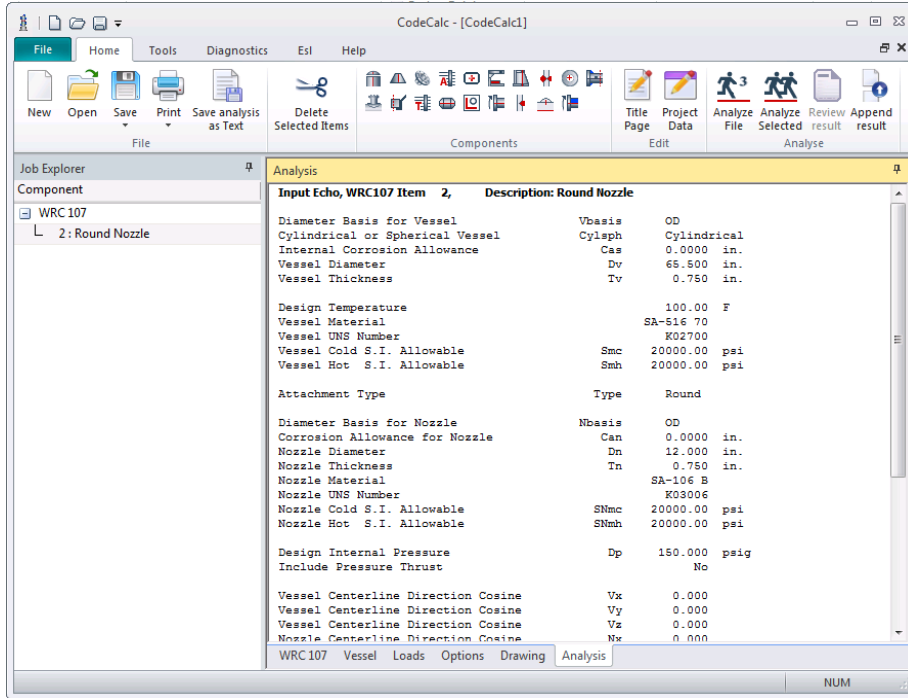 CodeCalc - [CodeCalc1]
File Home Tools Diagnostics Esl Help
New Open Save Print Save analysis as Text
Delete Selected Items
Title Page Project Data
Analyze File Analyze Selected Review result Append result
File Components Edit Analyse
Job Explorer
Component
WRC 107
2 : Round Nozzle
Analysis
Input Echo, WRC107 Item 2, Description: Round Nozzle
Diameter Basis for Vessel Vbasis OD
Cylindrical or Spherical Vessel Cylsph Cylindrical
Internal Corrosion Allowance Cas 0.0000 in.
Vessel Diameter Dv 65.500 in.
Vessel Thickness Tv 0.750 in.
Design Temperature 100.00 F
Vessel Material SA-516 70
Vessel UNS Number K02700
Vessel Cold S.I. Allowable Smc 20000.00 psi
Vessel Hot S.I. Allowable Smh 20000.00 psi
Attachment Type Type Round
Diameter Basis for Nozzle Nbasis OD
Corrosion Allowance for Nozzle Can 0.0000 in.
Nozzle Diameter Dn 12.000 in.
Nozzle Thickness Tn 0.750 in.
Nozzle Material SA-106 B
Nozzle UNS Number K03006
Nozzle Cold S.I. Allowable SNmc 20000.00 psi
Nozzle Hot S.I. Allowable SNmh 20000.00 psi
Design Internal Pressure Dp 150.000 psig
Include Pressure Thrust No
Vessel Centerline Direction Cosine Vx 0.000
Vessel Centerline Direction Cosine Vy 0.000
Vessel Centerline Direction Cosine Vz 0.000
Nozzle Centerline Direction Cosine Nx 0.000
WRC 107 Vessel Loads Options Drawing Analysis
NUM